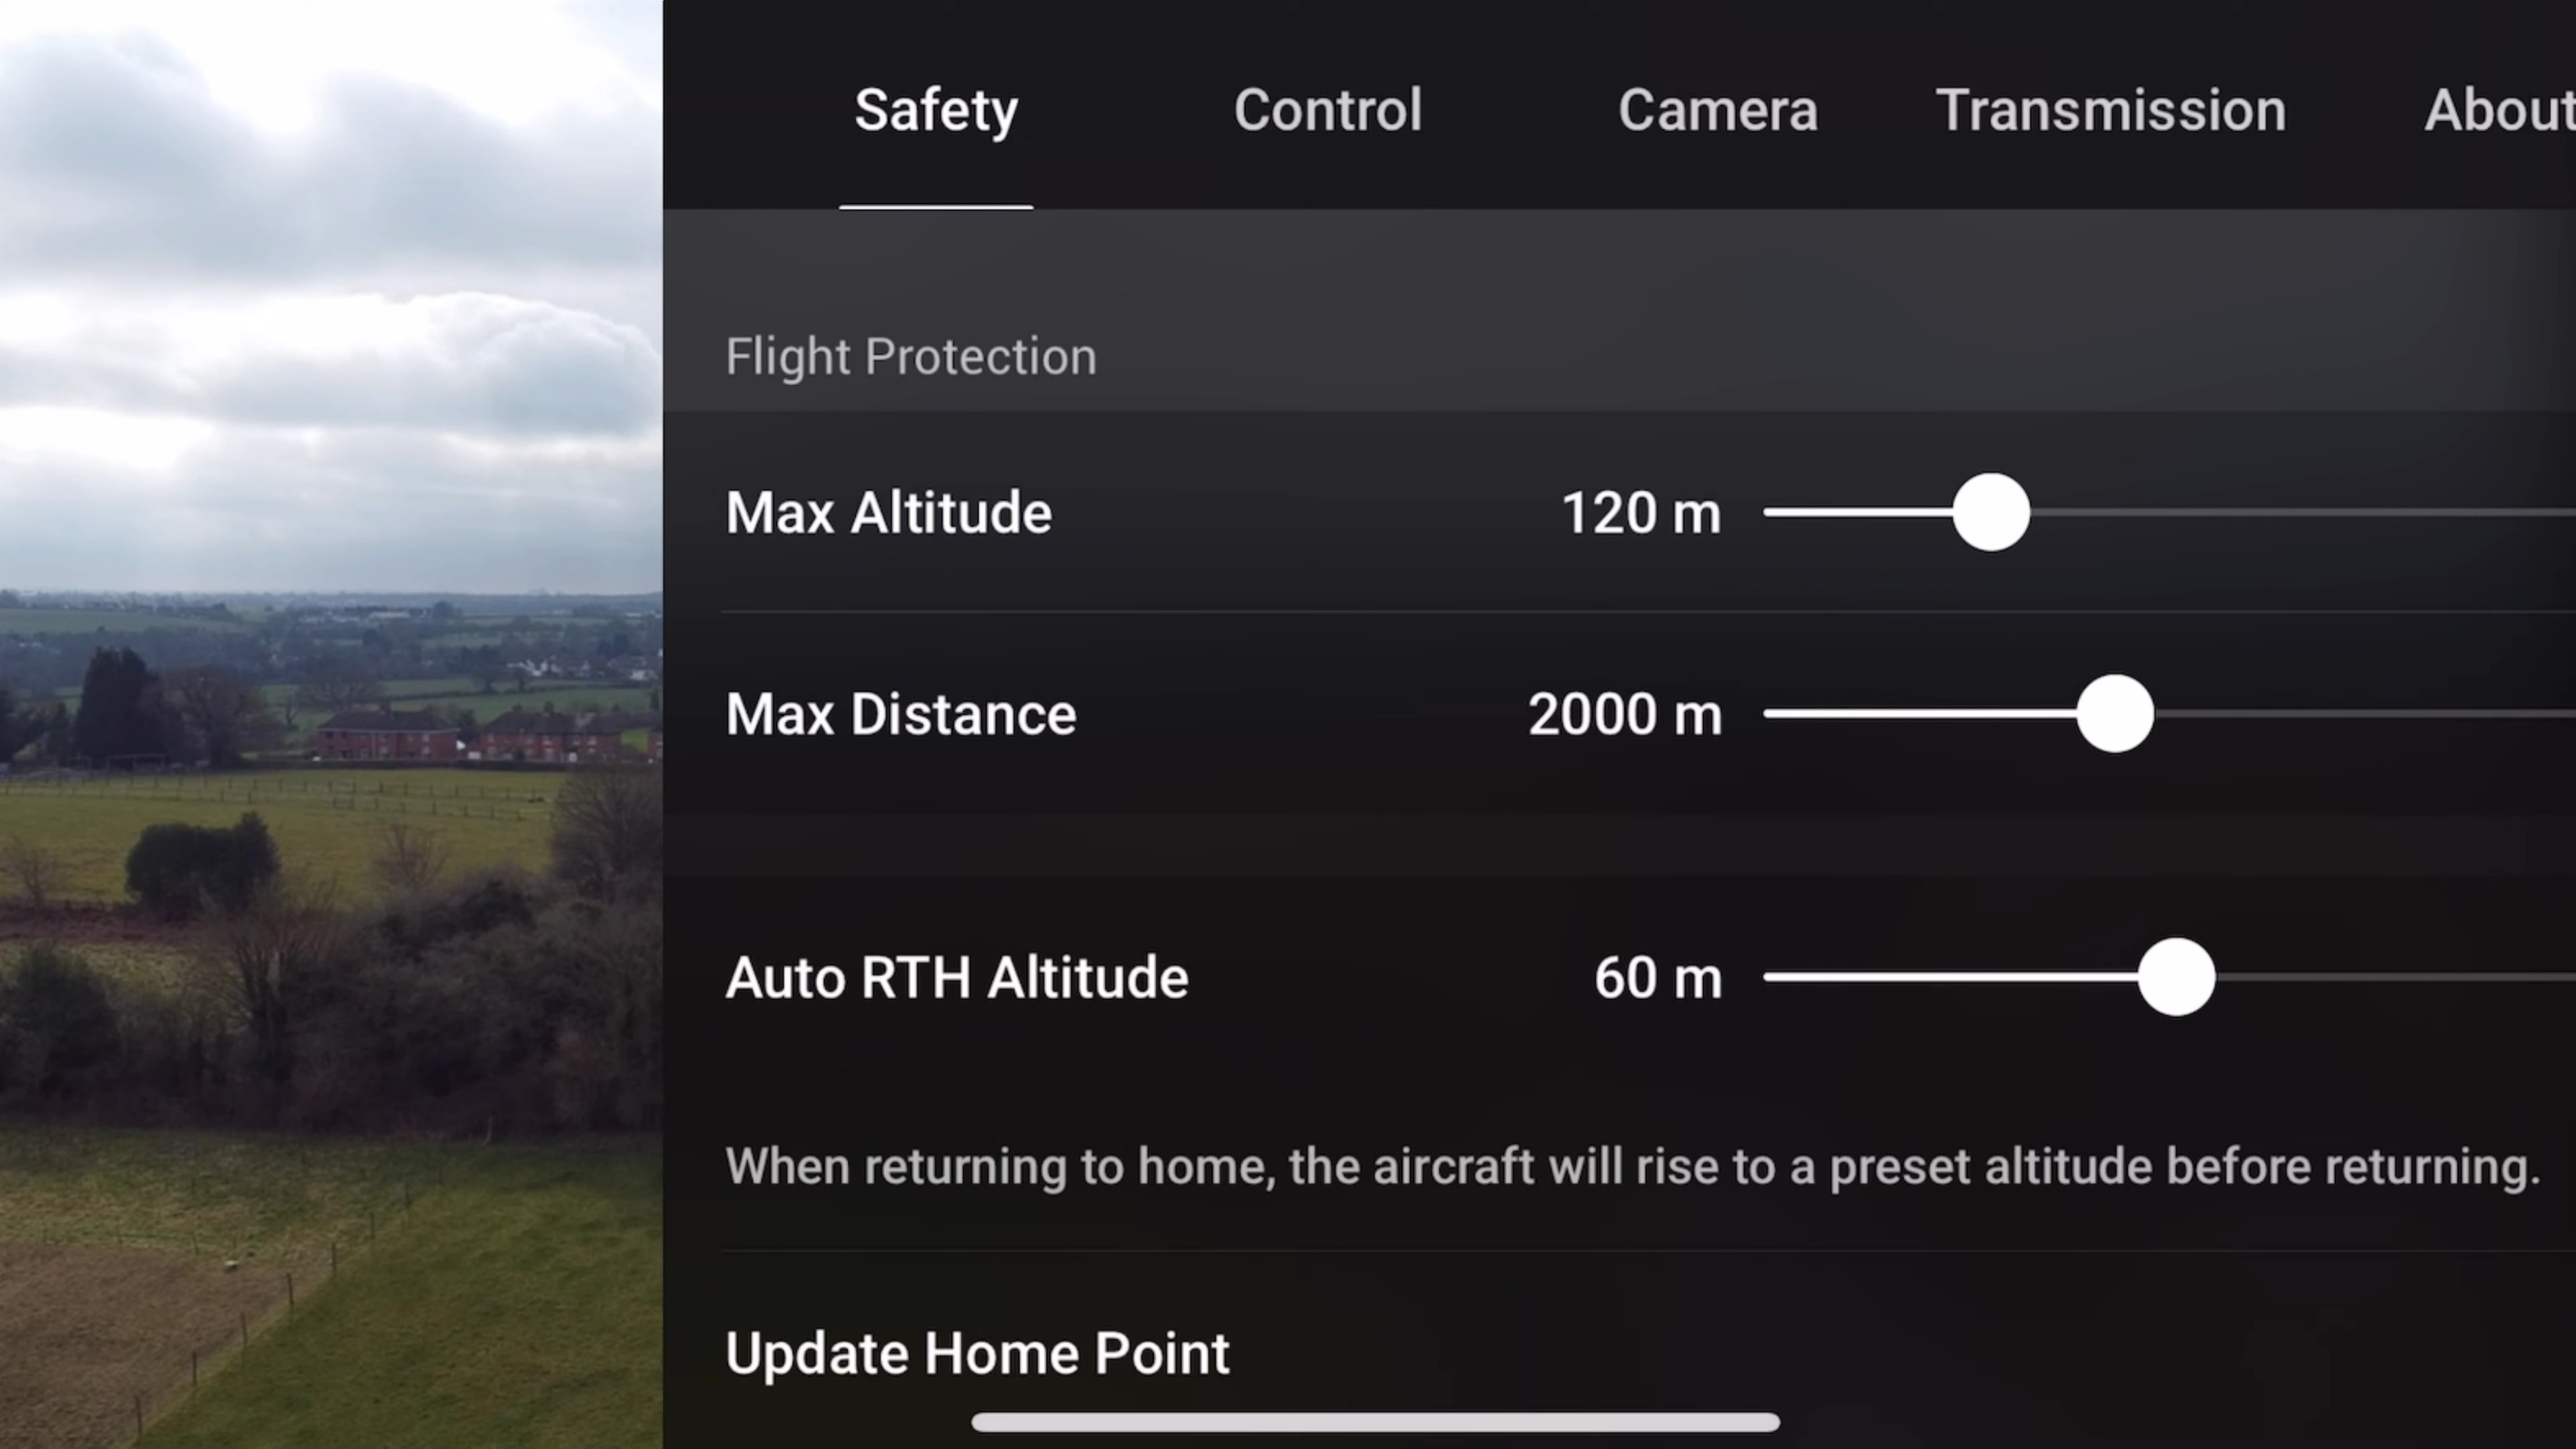 Safety Control Camera Transmission About
Flight Protection
Max Altitude 120 m
Max Distance 2000 m
Auto RTH Altitude 60 m
When returning to home, the aircraft will rise to a preset altitude before returning.
Update Home Point